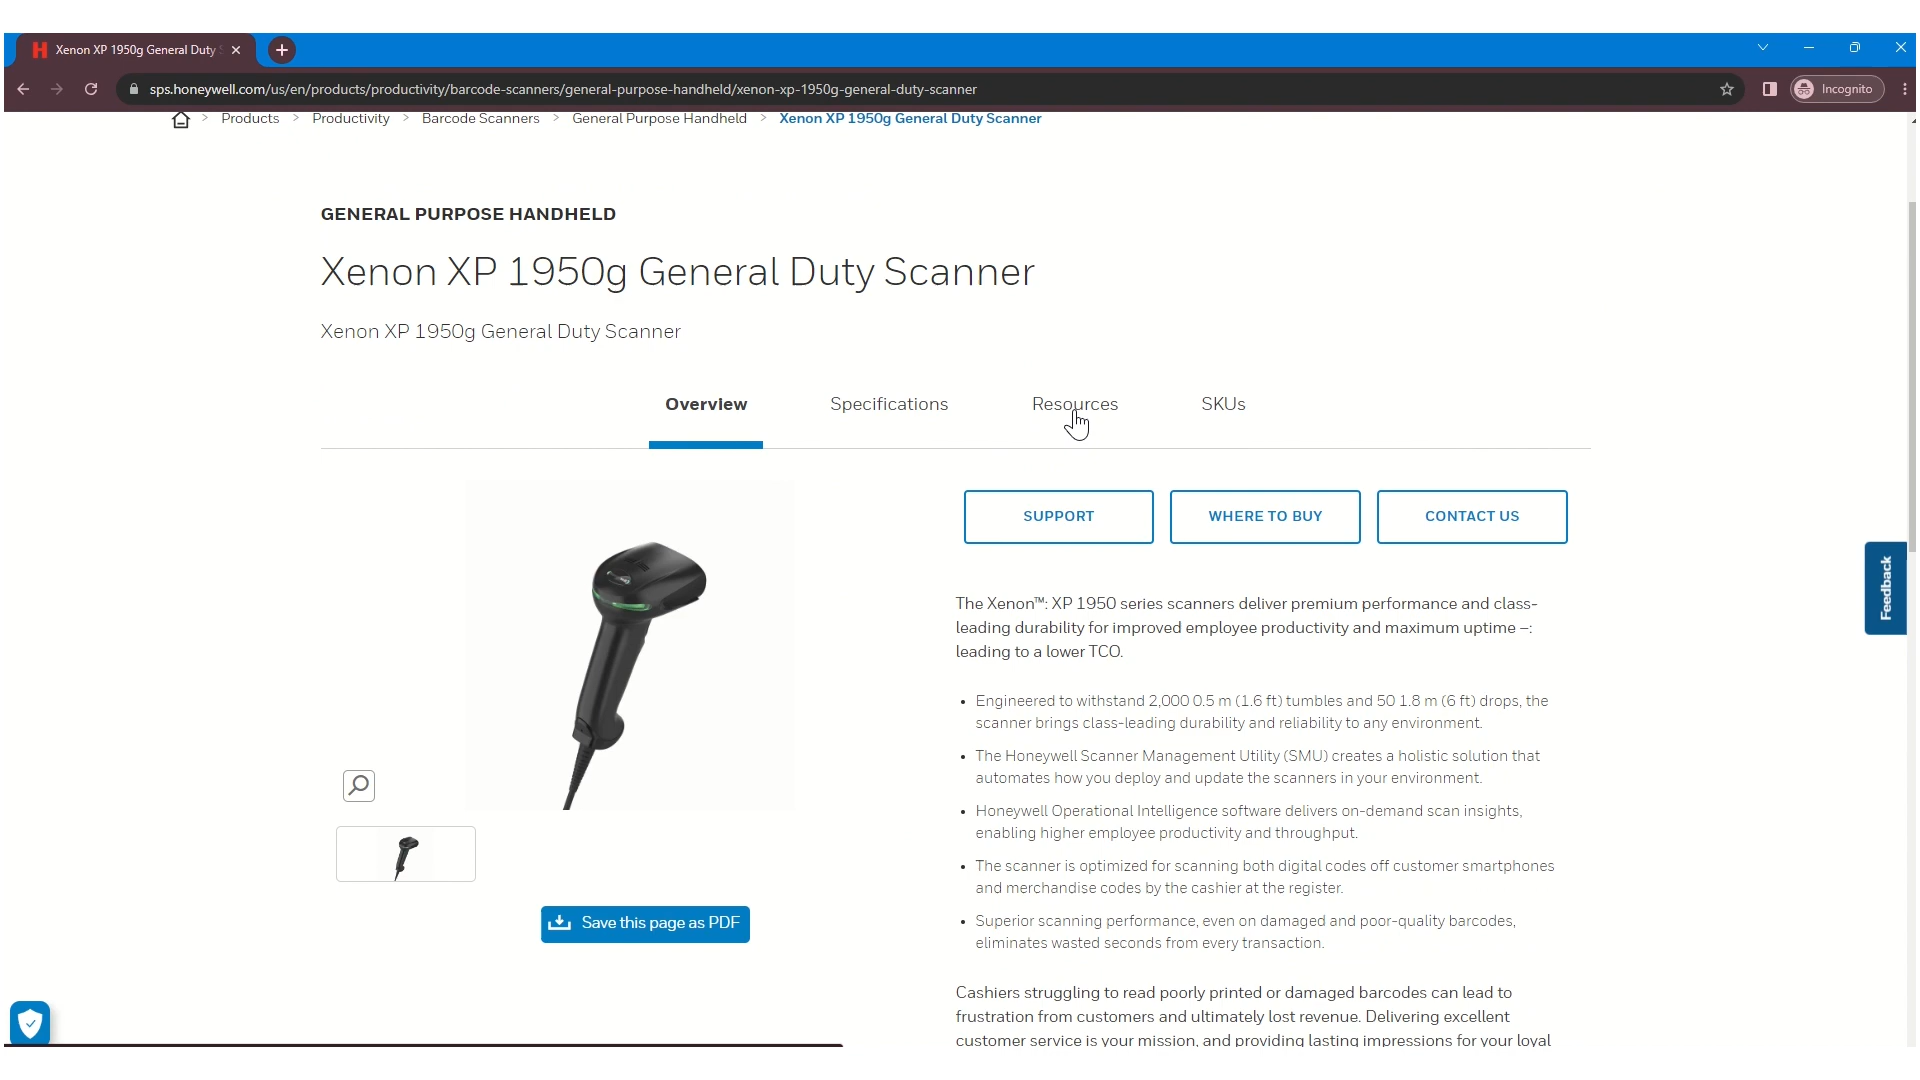 Xenon XP 1950g General Duty
sps.honeywell.com/us/en/products/productivity/barcode-scanners/general-purpose-handheld/xenon-xp-1950g-general-duty-scanner
Incognito
> Products > Productivity > Barcode Scanners > General Purpose Handheld > Xenon XP 1950g General Duty Scanner
GENERAL PURPOSE HANDHELD
Xenon XP 1950g General Duty Scanner
Xenon XP 1950g General Duty Scanner
Overview Specifications Resources SKUs
SUPPORT WHERE TO BUY CONTACT US
The Xenon™: XP 1950 series scanners deliver premium performance and class-
leading durability for improved employee productivity and maximum uptime –:
leading to a lower TCO.
• Engineered to withstand 2,000 0.5 m (1.6 ft) tumbles and 50 1.8 m (6 ft) drops, the
scanner brings class-leading durability and reliability to any environment.
• The Honeywell Scanner Management Utility (SMU) creates a holistic solution that
automates how you deploy and update the scanners in your environment.
• Honeywell Operational Intelligence software delivers on-demand scan insights,
enabling higher employee productivity and throughput.
• The scanner is optimized for scanning both digital codes off customer smartphones
and merchandise codes by the cashier at the register.
• Superior scanning performance, even on damaged and poor-quality barcodes,
eliminates wasted seconds from every transaction.
Cashiers struggling to read poorly printed or damaged barcodes can lead to
frustration from customers and ultimately lost revenue. Delivering excellent
customer service is your mission, and providing lasting impressions for your loyal
Save this page as PDF
Feedback